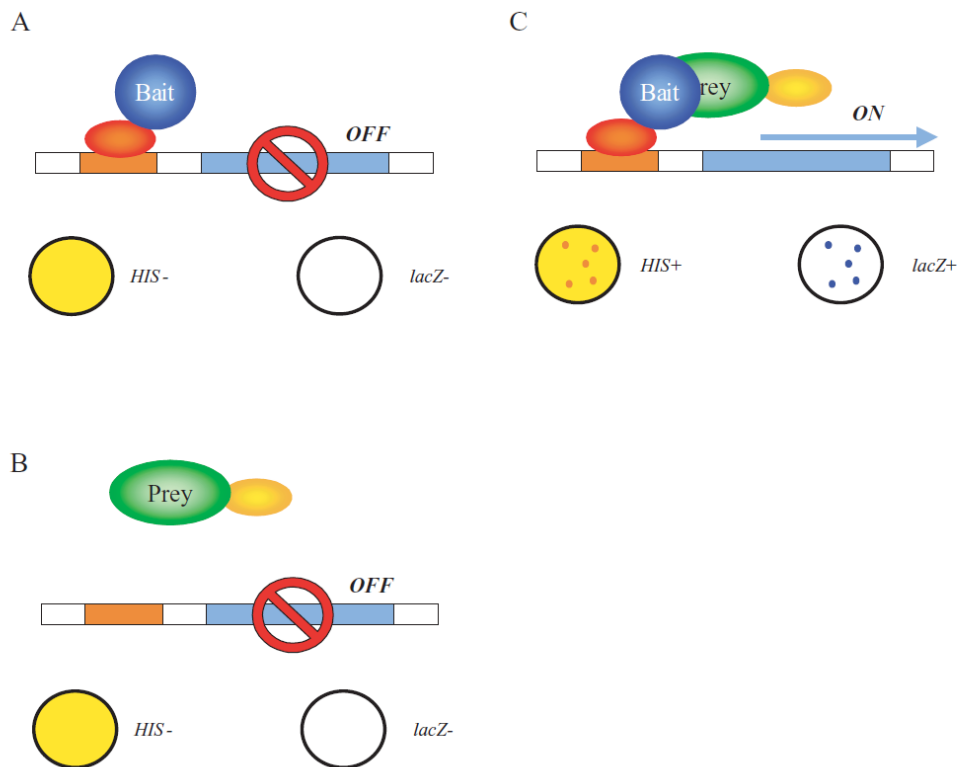 A
Bait
OFF
HIS -
lacZ-
C
Bait
rey
ON
HIS+
lacZ+
B
Prey
OFF
HIS -
lacZ-